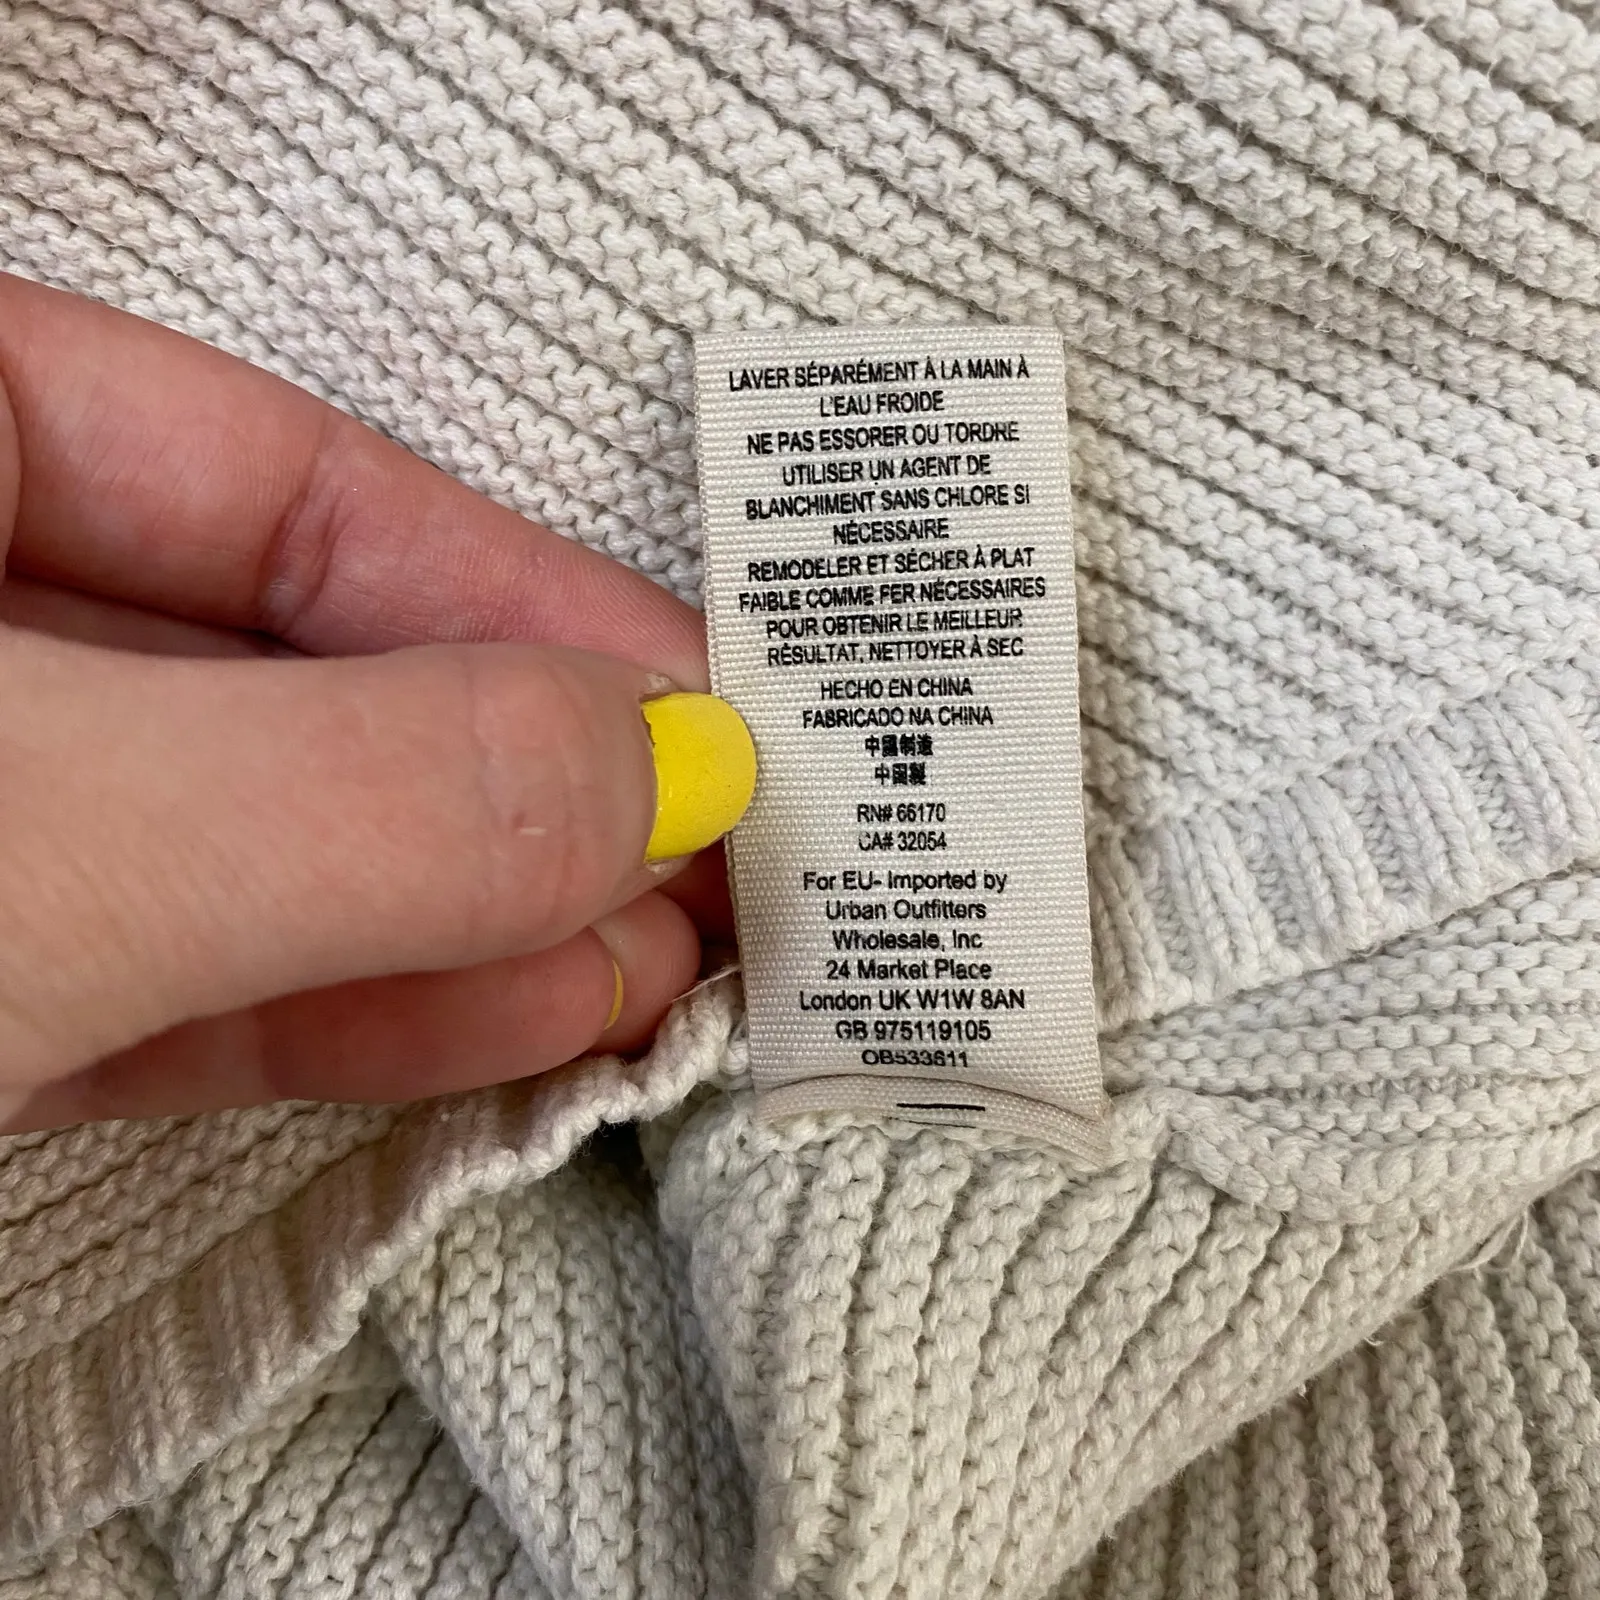 LAVER SÉPARÉMENT À LA MAIN À
L'EAU FROIDE
NE PAS ESSORER OU TORDRE
UTILISER UN AGENT DE
BLANCHIMENT SANS CHLORE SI
NÉCESSAIRE
REMODELER ET SÉCHER À PLAT
FAIBLE COMME FER NÉCESSAIRES
POUR OBTENIR LE MEILLEUR
RÉSULTAT, NETTOYER À SEC
HECHO EN CHINA
FABRICADO NA CHINA
中國制造
中國製
RN# 66170
CA# 32054
For EU- Imported by
Urban Outfitters
Wholesale, Inc
24 Market Place
London UK W1W 8AN
GB 975119105
OB533611